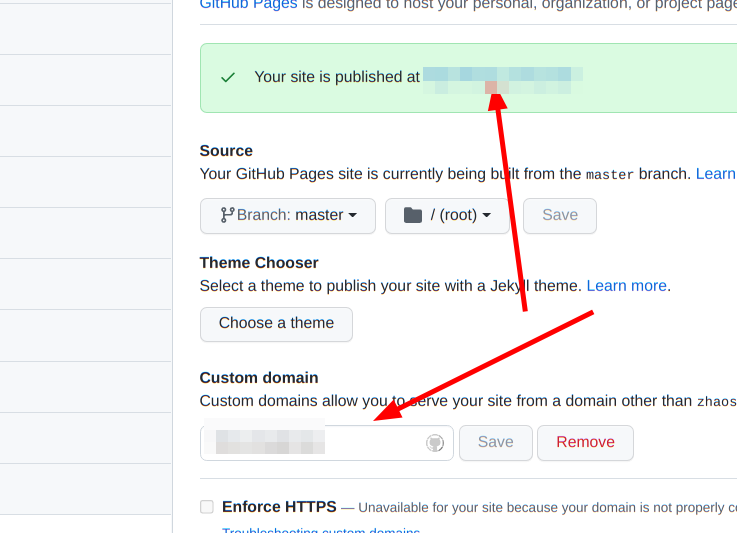 GitHub Pages is designed to host your personal, organization, or project page
Your site is published at
Source
Your GitHub Pages site is currently being built from the master branch. Learn
Branch: master
/ (root)
Save
Theme Chooser
Select a theme to publish your site with a Jekyll theme. Learn more.
Choose a theme
Custom domain
Custom domains allow you to serve your site from a domain other than zhaos
Save
Remove
Enforce HTTPS — Unavailable for your site because your domain is not properly co
Troubleshooting custom domains